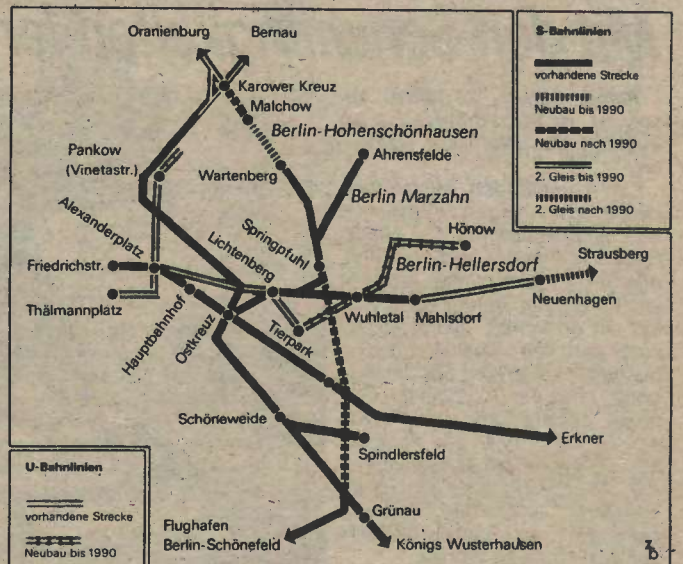 Oranienburg
Bernau
Karower Kreuz
Malchow
Berlin-Hohenschönhausen
Pankow
(Vinetastr.)
Wartenberg
Ahrensfelde
Berlin Marzahn
Alexanderplatz
Springpfuhl
Lichtenberg
Hönow
Friedrichstr.
Berlin-Hellersdorf
Strausberg
Thälmannplatz
Hauptbahnhof
Ostkreuz
Tierpark
Wuhletal
Mahlsdorf
Neuenhagen
Schöneweide
Spindlersfeld
Erkner
Grünau
Flughafen
Berlin-Schönefeld
Königs Wusterhausen
S-Bahnlinien
vorhandene Strecke
Neubau bis 1990
Neubau nach 1990
2. Gleis bis 1990
2. Gleis nach 1990
U-Bahnlinien
vorhandene Strecke
Neubau bis 1990